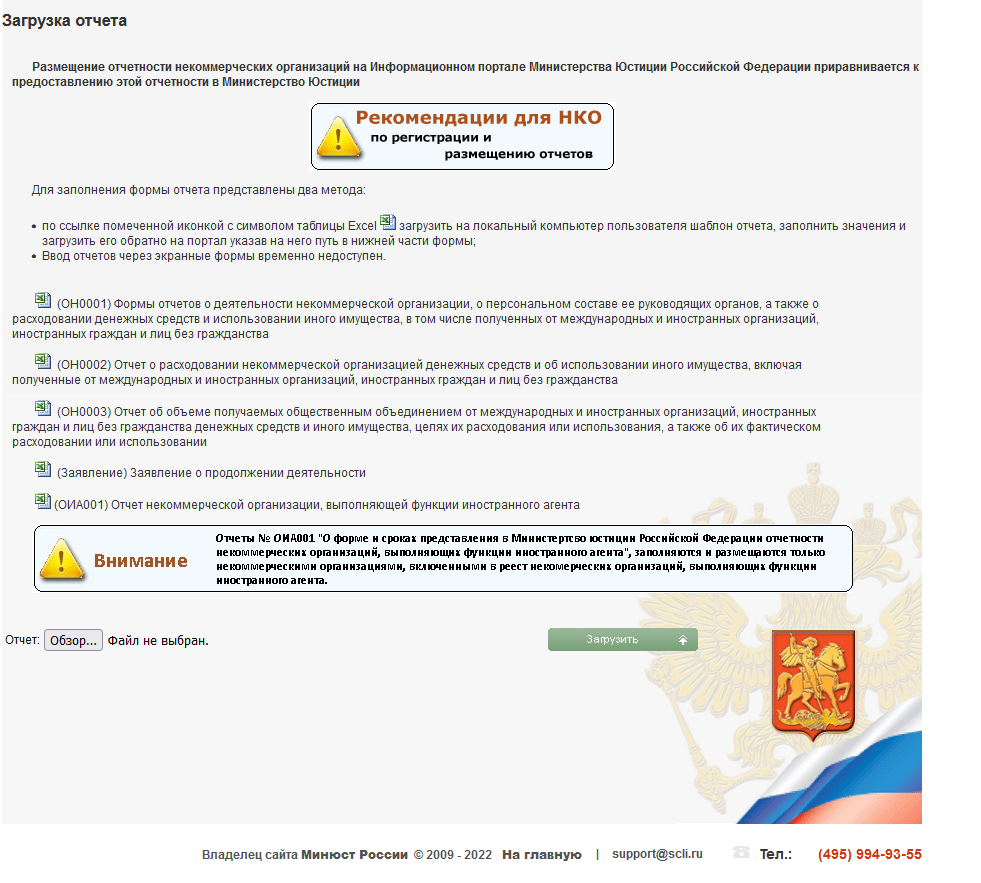 Загрузка отчета
Размещение отчетности некоммерческих организаций на Информационном портале Министерства Юстиции Российской Федерации приравнивается к
предоставлению этой отчетности в Министерство Юстиции
Рекомендации для НКО
по регистрации и
размещению отчетов
Для заполнения формы отчета представлены два метода:
• по ссылке помеченной иконкой с символом таблицы Excel загрузить на локальный компьютер пользователя шаблон отчета, заполнить значения и
загрузить его обратно на портал указав на него путь в нижней части формы;
• Ввод отчетов через экранные формы временно недоступен.
(ОН0001) Формы отчетов о деятельности некоммерческой организации, о персональном составе ее руководящих органов, а также о
расходовании денежных средств и использовании иного имущества, в том числе полученных от международных и иностранных организаций,
иностранных граждан и лиц без гражданства
(ОН0002) Отчет о расходовании некоммерческой организацией денежных средств и об использовании иного имущества, включая
полученные от международных и иностранных организаций, иностранных граждан и лиц без гражданства
(ОН0003) Отчет об объеме получаемых общественным объединением от международных и иностранных организаций, иностранных
граждан и лиц без гражданства денежных средств и иного имущества, целях их расходования или использования, а также об их фактическом
расходовании или использовании
(Заявление) Заявление о продолжении деятельности
(ОИА001) Отчет некоммерческой организации, выполняющей функции иностранного агента
Внимание
Отчеты № ОИА001 "О форме и сроках представления в Министертсво юстиции Российской Федерации отчетности
некоммерческих организаций, выполняющих функции иностранного агента", заполняются и размещаются только
некоммерческими организациями, включенными в реест некомерческих организаций, выполняющих функции
иностранного агента.
Отчет: Обзор... Файл не выбран.
Загрузить
Владелец сайта Минюст России © 2009 - 2022 На главную | support@scli.ru Тел.: (495) 994-93-55